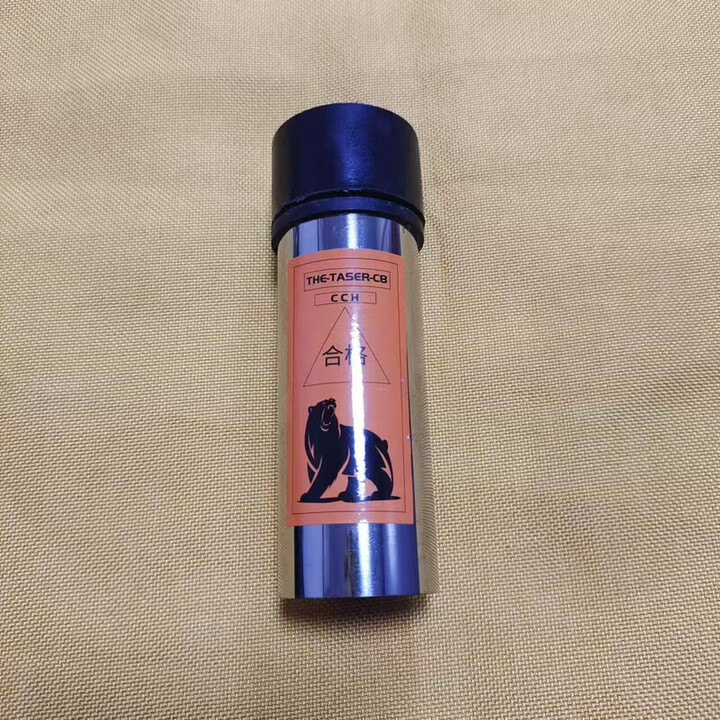 THE-TASER-CB
CCH
合格